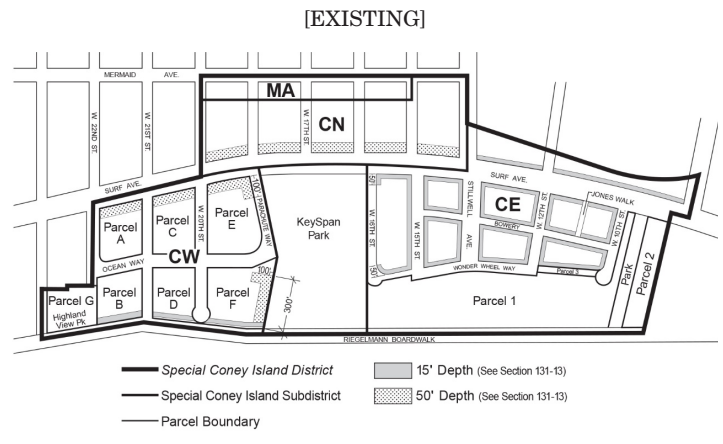 [EXISTING]
MERMAID AVE.
MA
CN
W. 22ND ST.
W. 21ST ST.
W. 17TH ST.
SURF AVE.
SURF AVE.
Parcel
A
Parcel
C
W. 20TH ST.
Parcel
E
100'
PARACHUTE WAY
KeySpan
Park
50'
W. 16TH ST.
W. 15TH ST.
STILLWELL AVE.
CE
BOWERY
W. 12TH ST.
JONES WALK
W. 10TH ST.
CW
OCEAN WAY
WONDER WHEEL WAY
Parcel 3
50'
100'
300'
Parcel G
Highland
View Pk
Parcel
B
Parcel
D
Parcel
F
Parcel 1
Park
Parcel 2
RIEGELMANN BOARDWALK
Special Coney Island District
Special Coney Island Subdistrict
Parcel Boundary
15' Depth (See Section 131-13)
50' Depth (See Section 131-13)